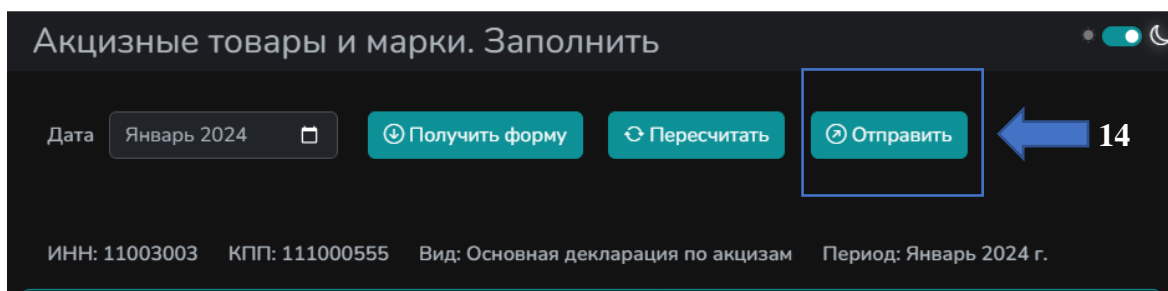 Акцизные товары и марки. Заполнить
Дата Январь 2024 Получить форму Пересчитать Отправить 14
ИНН: 11003003 КПП: 111000555 Вид: Основная декларация по акцизам Период: Январь 2024 г.